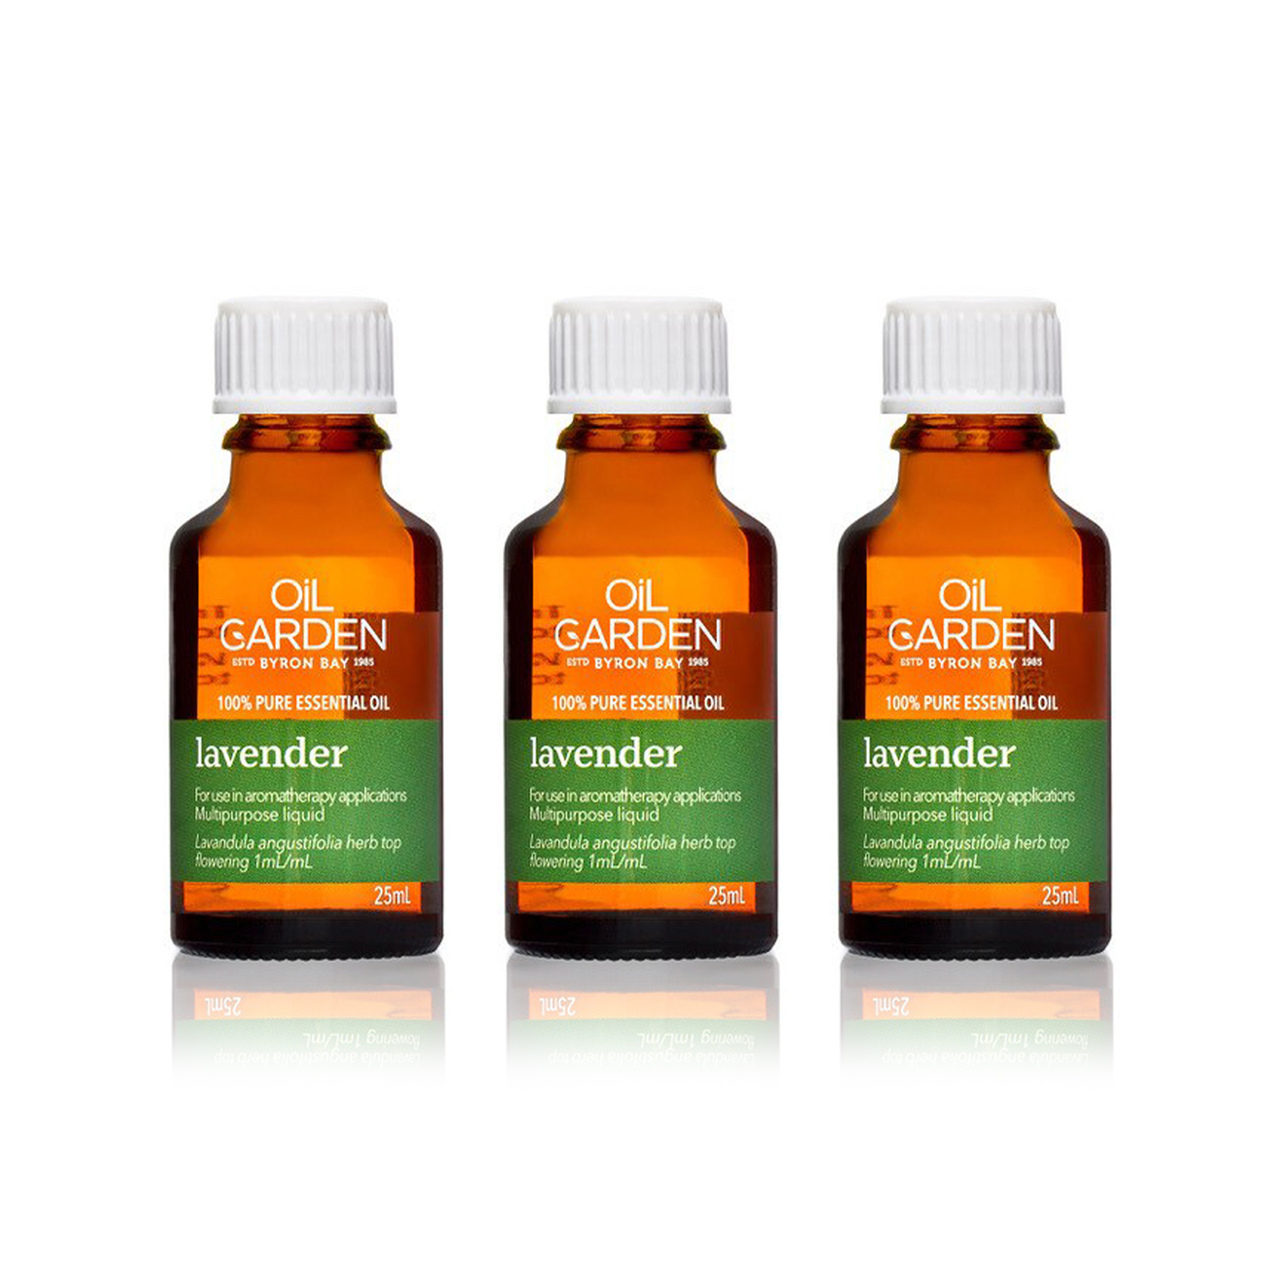 OiL
GARDEN
ESTD BYRON BAY 1985
100% PURE ESSENTIAL OIL
lavender
For use in aromatherapy applications
Multipurpose liquid
Lavandula angustifolia herb top
flowering 1mL/mL
25mL
OiL
GARDEN
ESTD BYRON BAY 1985
100% PURE ESSENTIAL OIL
lavender
For use in aromatherapy applications
Multipurpose liquid
Lavandula angustifolia herb top
flowering 1mL/mL
25mL
OiL
GARDEN
ESTD BYRON BAY 1985
100% PURE ESSENTIAL OIL
lavender
For use in aromatherapy applications
Multipurpose liquid
Lavandula angustifolia herb top
flowering 1mL/mL
25mL